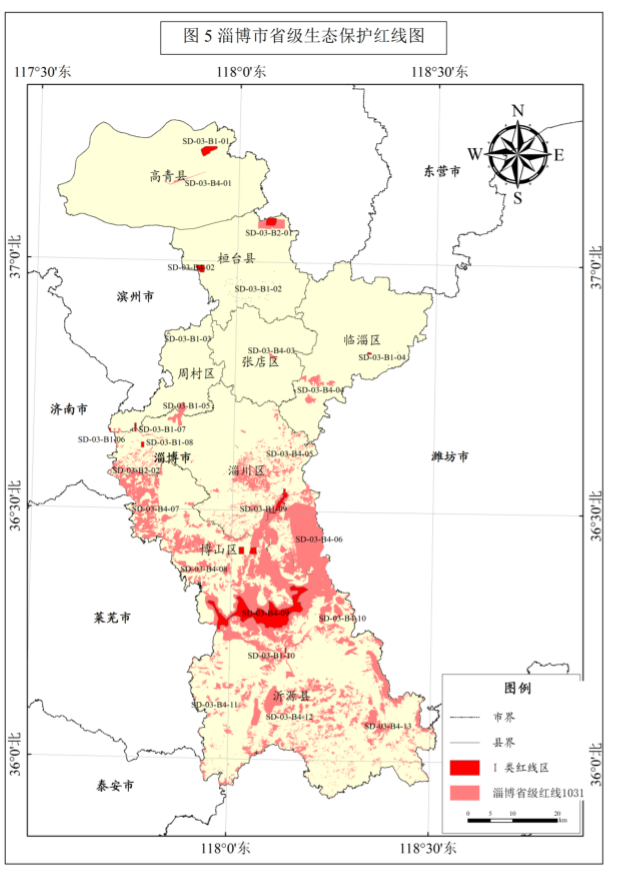 图 5 淄博市省级生态保护红线图
117°30'东
118°0'东
118°30'东
N
W
E
S
SD-03-B1-01
东营市
高青县
SD-03-B4-01
SD-03-B2-01
37°0'北
37°0'北
桓台县
SD-03-B1-02
滨州市
SD-03-B1-03
临淄区
SD-03-B4-03
SD-03-B1-04
张店区
周村区
SD-03-B4-04
济南市
SD-03-B1-05
SD-03-B1-07
SD-03-B1-06
SD-03-B1-08
SD-03-B4-05
淄博市
潍坊市
SD-03-B2-02
淄川区
36°30'北
36°30'北
SD-03-B4-07
SD-03-B1-09
SD-03-B4-06
博山区
SD-03-B4-08
莱芜市
SD-03-B4-09
SD-03-B4-10
SD-03-B1-10
图例
沂源县
SD-03-B4-11
SD-03-B4-12
SD-03-B4-13
市界
县界
36°0'北
36°0'北
I 类红线区
泰安市
淄博省级红线1031
0 5 10 20
km
118°0'东
118°30'东